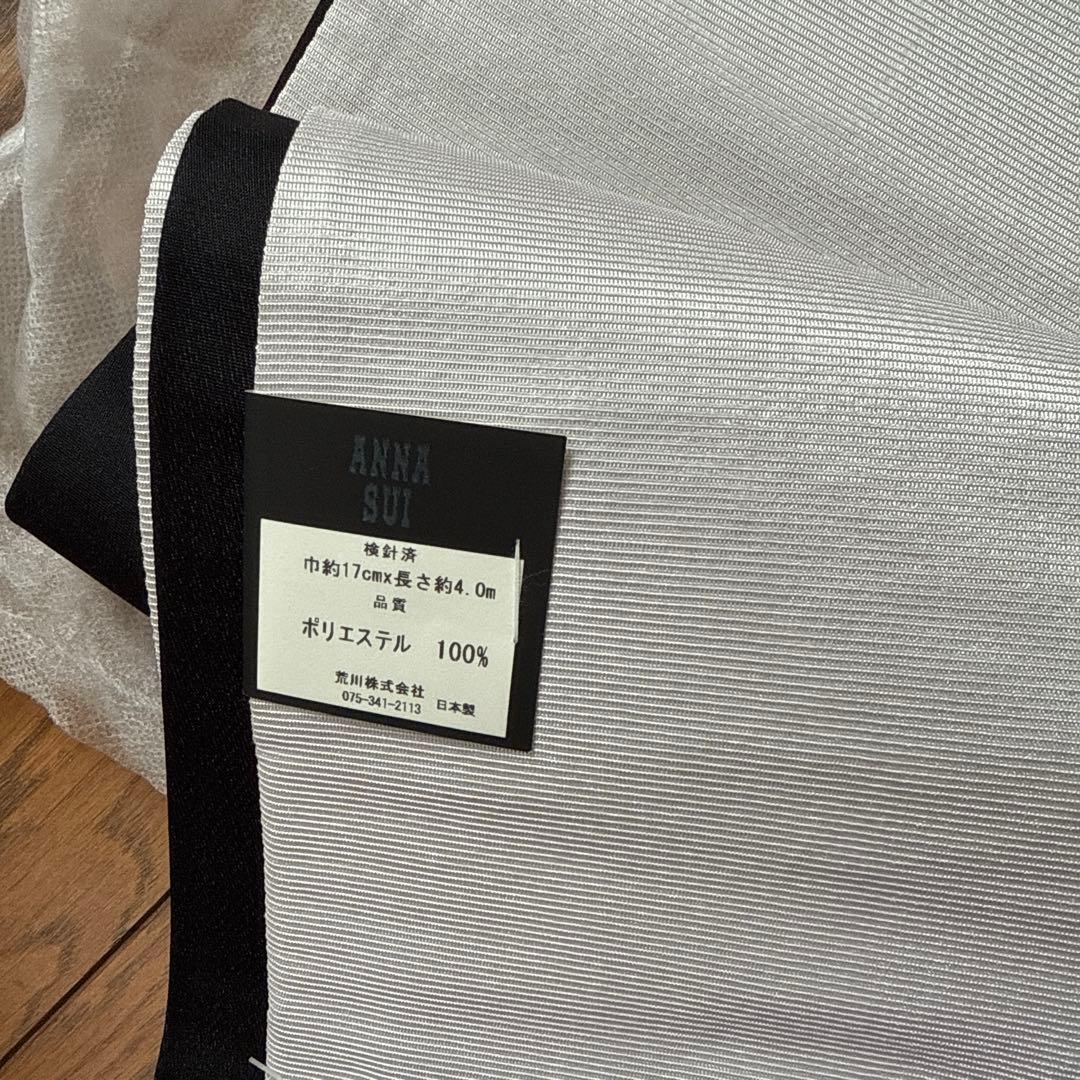 ANNA
SUI
検針済
巾約17cmx長さ約4.0m
品質
ポリエステル 100%
荒川株式会社
075-341-2113 日本製